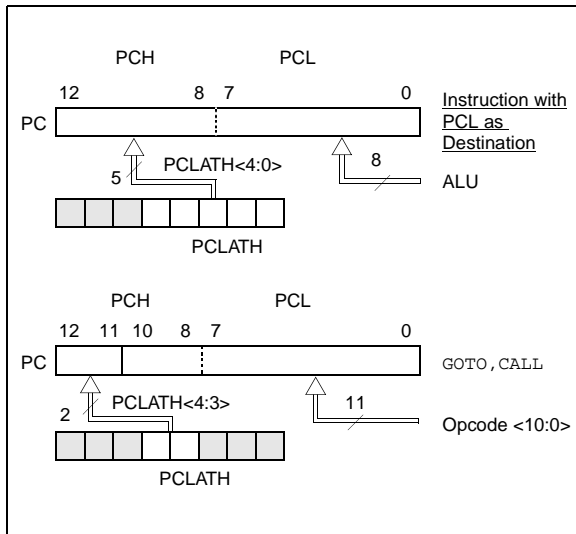 PCH PCL
12 8 7 0
PC
Instruction with
PCL as
Destination
5 PCLATH<4:0>
8
ALU
PCLATH
PCH PCL
12 11 10 8 7 0
PC
GOTO,CALL
2 PCLATH<4:3>
11
Opcode <10:0>
PCLATH